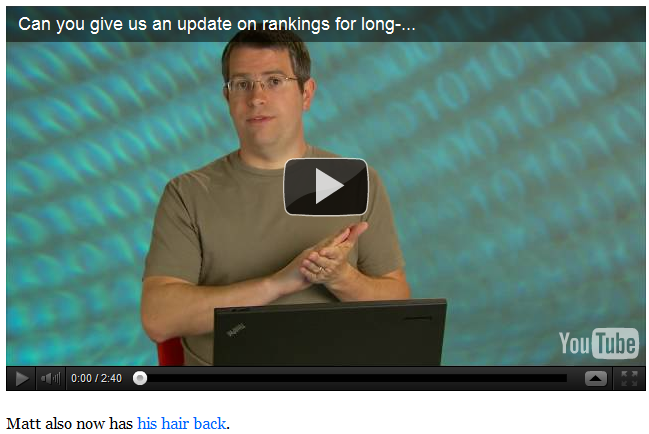 Can you give us an update on rankings for long-...
ThinkPad
YouTube
0:00 / 2:40
Matt also now has his hair back.